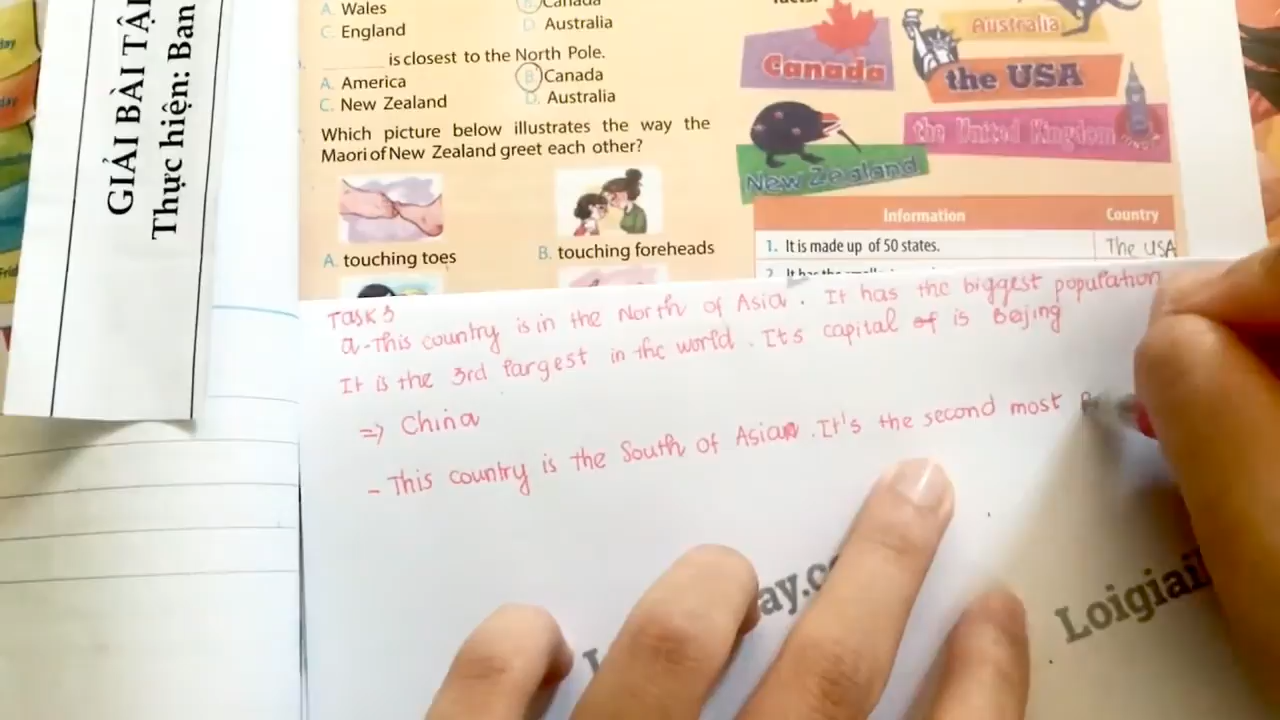 GIẢI BÀI TẬ
Thực hiện: Ban
A. Wales
Canada
C. England
D. Australia
is closest to the North Pole.
A. America
B. Canada
C. New Zealand
D. Australia
Which picture below illustrates the way the
Maori of New Zealand greet each other?
A. touching toes
B. touching foreheads
Canada
Australia
the USA
the United Kingdom
New Zealand
Information Country
1. It is made up of 50 states. The USA
Task 3
a-This country is in the North of Asia. It has the biggest population
It is the 3rd largest in the world. Its capital of is Beijing
=> China
- This country is the South of Asian. It's the second most
Loigiai